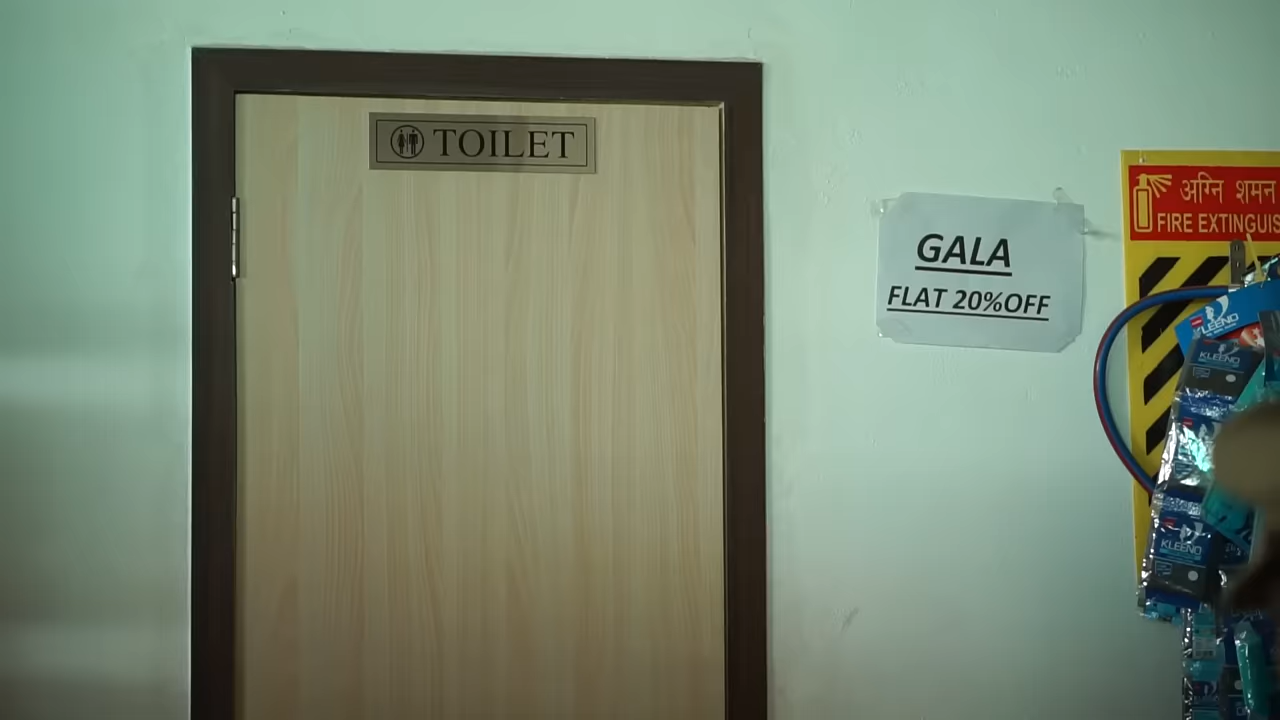 TOILET
GALA
FLAT 20%OFF
अग्नि शमन
FIRE EXTINGUIS
KLEENO
KLEENO
KLEENO